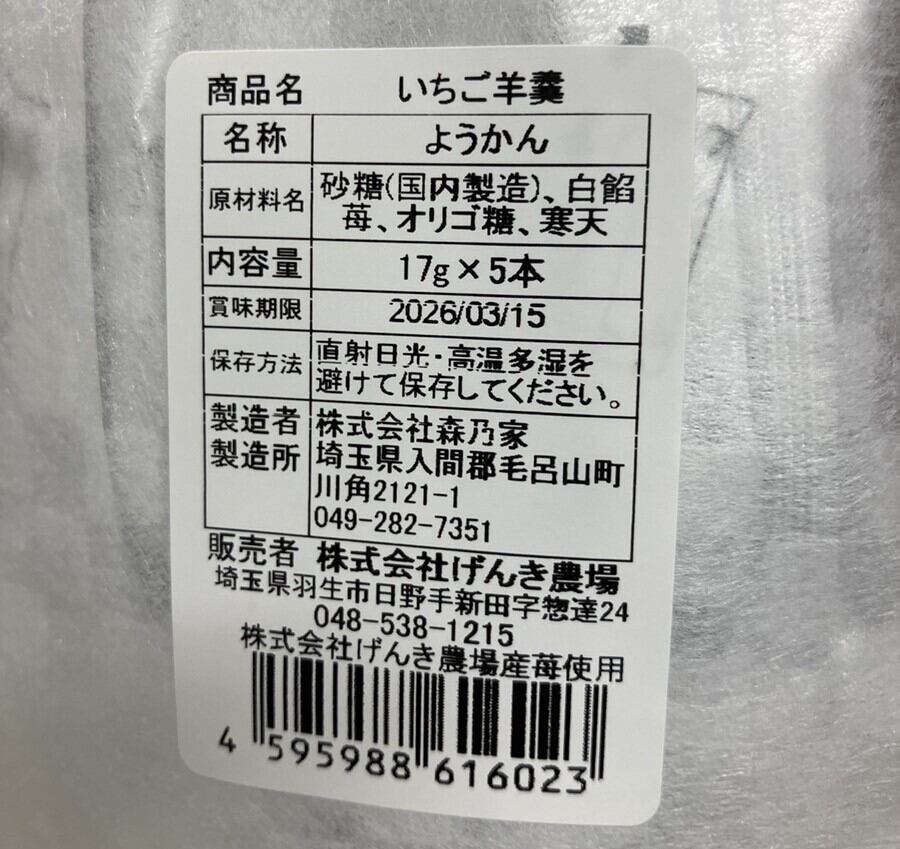 商品名 いちご羊羹
名称 ようかん
原材料名 砂糖(国内製造)、白餡
苺、オリゴ糖、寒天
内容量 17g×5本
賞味期限 2026/03/15
保存方法 直射日光・高温多湿を
避けて保存してください。
製造者 株式会社森乃家
製造所 埼玉県入間郡毛呂山町
川角2121-1
049-282-7351
販売者 株式会社げんき農場
埼玉県羽生市日野手新田字惣達24
048-538-1215
株式会社げんき農場産苺使用
4 595988 616023